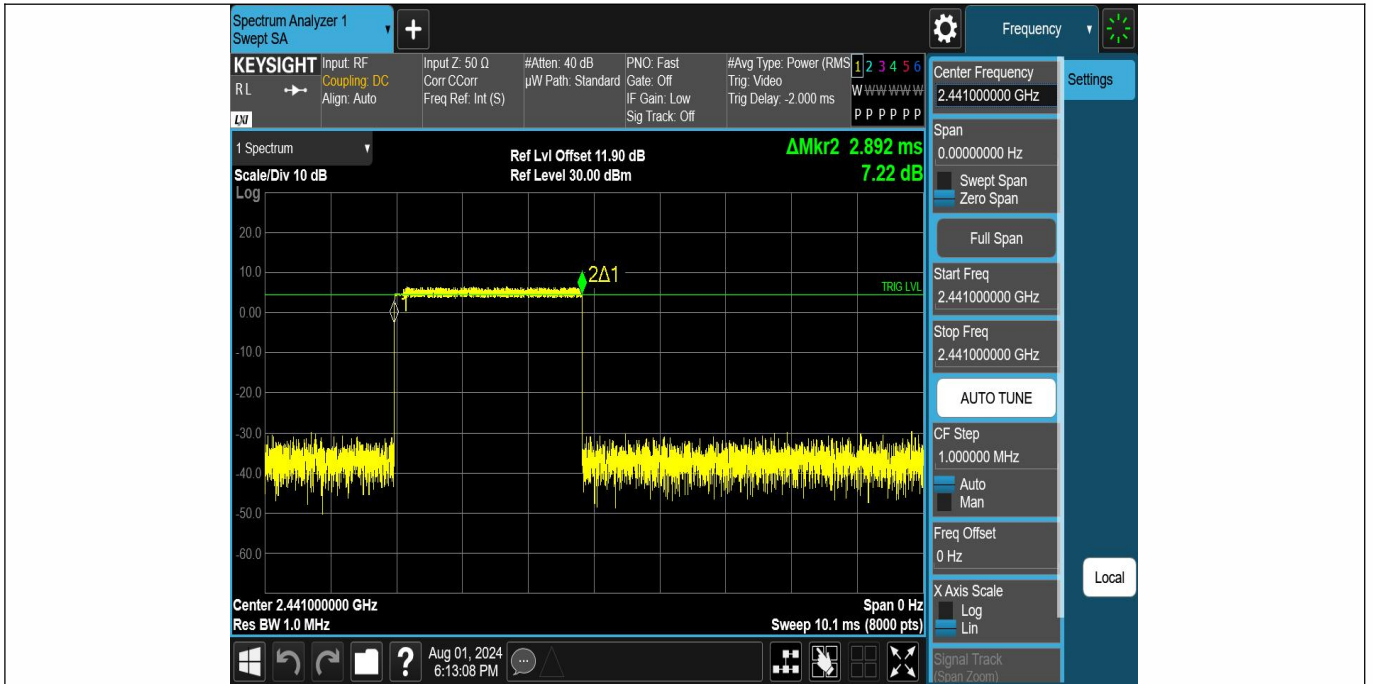 Spectrum Analyzer 1
Swept SA
+
Frequency
KEYSIGHT
RL
LXI
Input: RF
Coupling: DC
Align: Auto
Input Z: 50 Ω
Corr CCorr
Freq Ref: Int (S)
#Atten: 40 dB
µW Path: Standard
PNO: Fast
Gate: Off
IF Gain: Low
Sig Track: Off
#Avg Type: Power (RMS
Trig: Video
Trig Delay: -2.000 ms
1 2 3 4 5 6
W W W W W W
P P P P P P
1 Spectrum
Scale/Div 10 dB
Log
Ref Lvl Offset 11.90 dB
Ref Level 30.00 dBm
ΔMkr2 2.892 ms
7.22 dB
20.0
10.0
0.00
-10.0
-20.0
-30.0
-40.0
-50.0
-60.0
2Δ1
TRIG LVL
Center 2.441000000 GHz
Res BW 1.0 MHz
Span 0 Hz
Sweep 10.1 ms (8000 pts)
Center Frequency
2.441000000 GHz
Settings
Span
0.00000000 Hz
Swept Span
Zero Span
Full Span
Start Freq
2.441000000 GHz
Stop Freq
2.441000000 GHz
AUTO TUNE
CF Step
1.000000 MHz
Auto
Man
Freq Offset
0 Hz
X Axis Scale
Log
Lin
Signal Track
(Span Zoom)
Local
?
Aug 01, 2024
6:13:08 PM